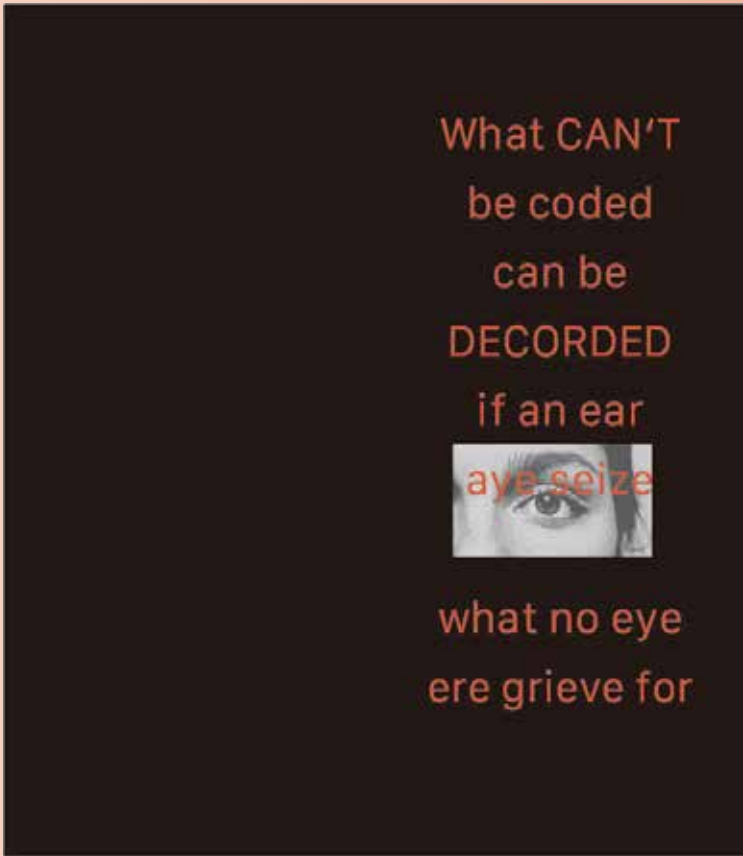 What CAN'T
be coded
can be
DECORDED
if an ear
aye seize
what no eye
ere grieve for